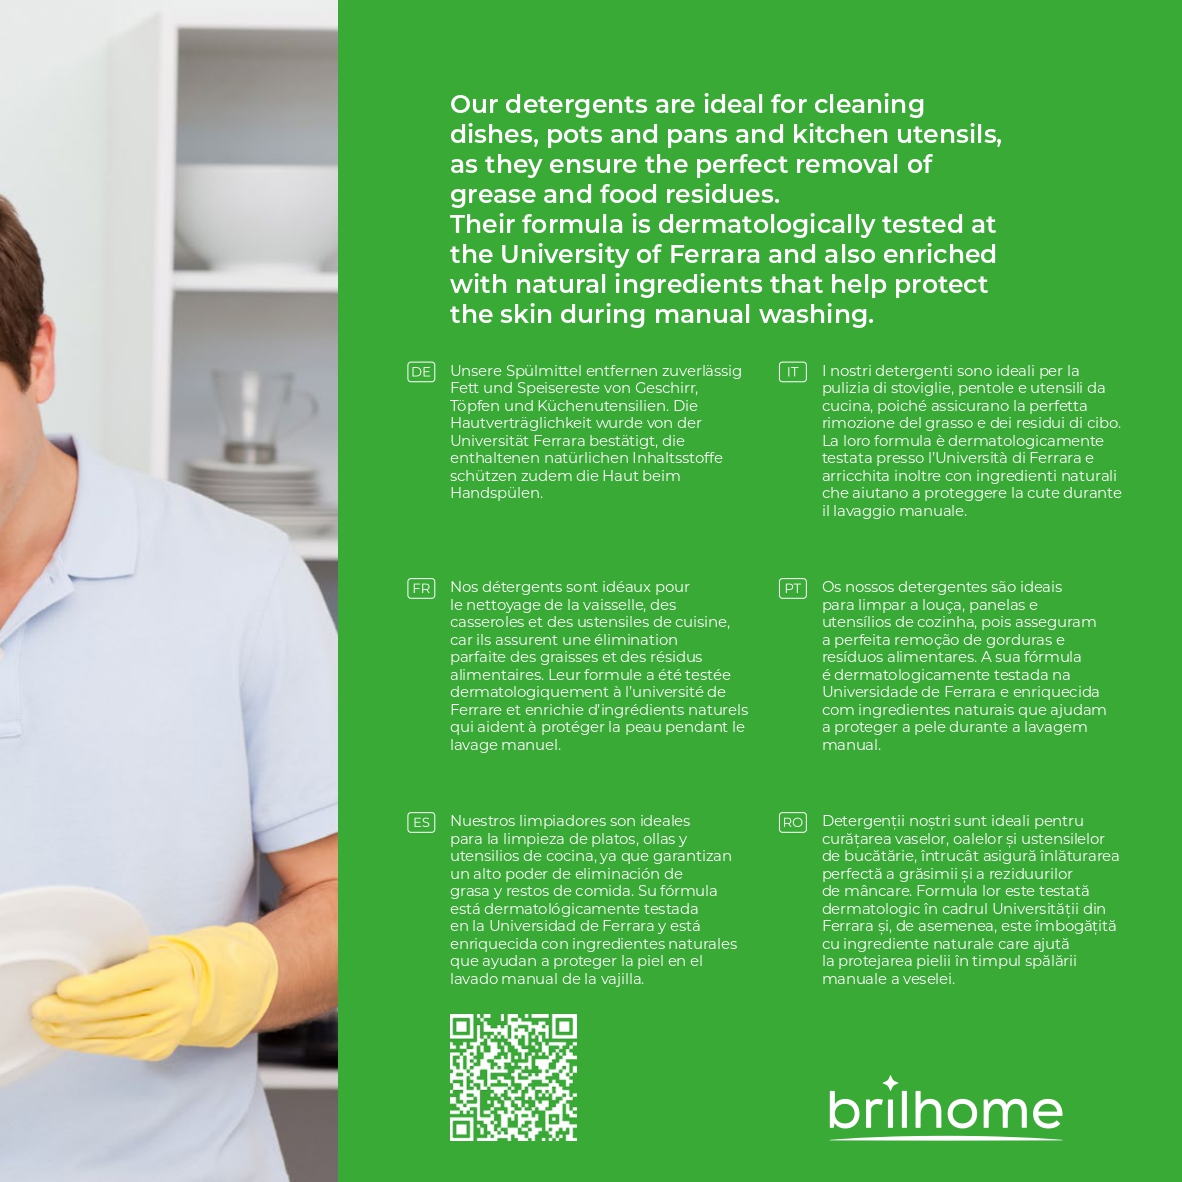 Our detergents are ideal for cleaning
dishes, pots and pans and kitchen utensils,
as they ensure the perfect removal of
grease and food residues.
Their formula is dermatologically tested at
the University of Ferrara and also enriched
with natural ingredients that help protect
the skin during manual washing.
DE
Unsere Spülmittel entfernen zuverlässig
Fett und Speisereste von Geschirr,
Töpfen und Küchenutensilien. Die
Hautverträglichkeit wurde von der
Universität Ferrara bestätigt, die
enthaltenen natürlichen Inhaltsstoffe
schützen zudem die Haut beim
Handspülen.
IT
I nostri detergenti sono ideali per la
pulizia di stoviglie, pentole e utensili da
cucina, poiché assicurano la perfetta
rimozione del grasso e dei residui di cibo.
La loro formula è dermatologicamente
testata presso l'Università di Ferrara e
arricchita inoltre con ingredienti naturali
che aiutano a proteggere la cute durante
il lavaggio manuale.
FR
Nos détergents sont idéaux pour
le nettoyage de la vaisselle, des
casseroles et des ustensiles de cuisine,
car ils assurent une élimination
parfaite des graisses et des résidus
alimentaires. Leur formule a été testée
dermatologiquement à l'université de
Ferrare et enrichie d'ingrédients naturels
qui aident à protéger la peau pendant le
lavage manuel.
PT
Os nossos detergentes são ideais
para limpar a louça, panelas e
utensílios de cozinha, pois asseguram
a perfeita remoção de gorduras e
resíduos alimentares. A sua fórmula
é dermatologicamente testada na
Universidade de Ferrara e enriquecida
com ingredientes naturais que ajudam
a proteger a pele durante a lavagem
manual.
ES
Nuestros limpiadores son ideales
para la limpieza de platos, ollas y
utensilios de cocina, ya que garantizan
un alto poder de eliminación de
grasa y restos de comida. Su fórmula
está dermatológicamente testada
en la Universidad de Ferrara y está
enriquecida con ingredientes naturales
que ayudan a proteger la piel en el
lavado manual de la vajilla.
RO
Detergenții noștri sunt ideali pentru
curățarea vaselor, oalelor și ustensilelor
de bucătărie, întrucât asigură înlăturarea
perfectă a grăsimii și a reziduurilor
de mâncare. Formula lor este testată
dermatologic în cadrul Universității din
Ferrara și, de asemenea, este îmbogățită
cu ingrediente naturale care ajută
la protejarea pielii în timpul spălării
manuale a veselei.
brilhome